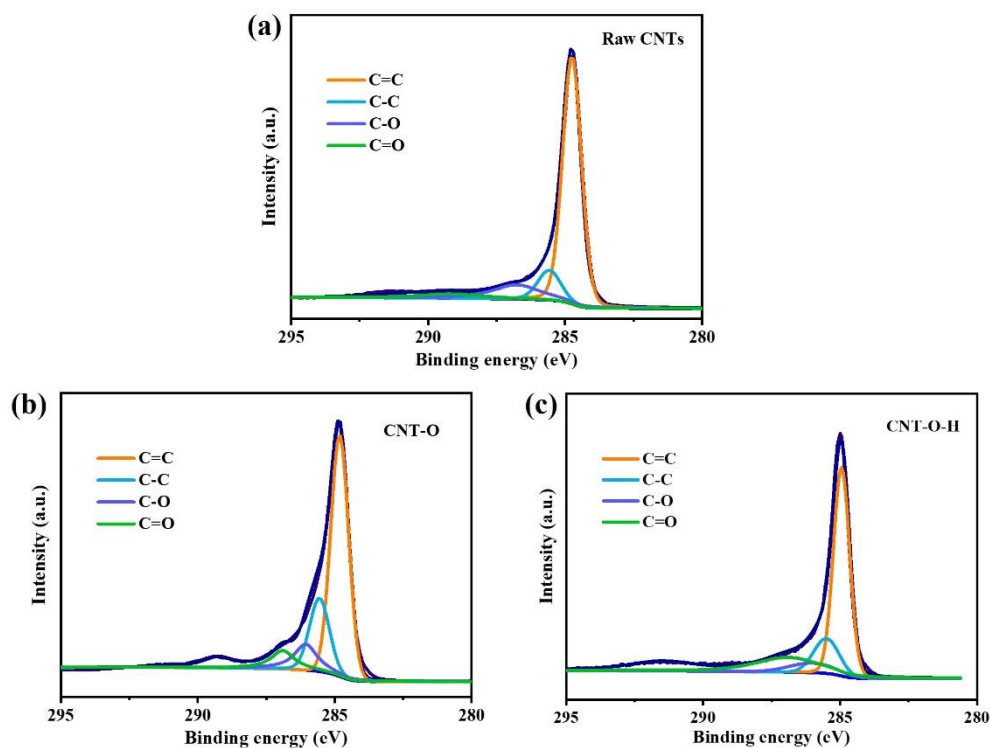 (a)
Raw CNTs
C=C
C-C
C-O
C=O
Intensity (a.u.)
295 290 285 280
Binding energy (eV)
(b)
CNT-O
C=C
C-C
C-O
C=O
Intensity (a.u.)
295 290 285 280
Binding energy (eV)
(c)
CNT-O-H
C=C
C-C
C-O
C=O
Intensity (a.u.)
295 290 285 280
Binding energy (eV)